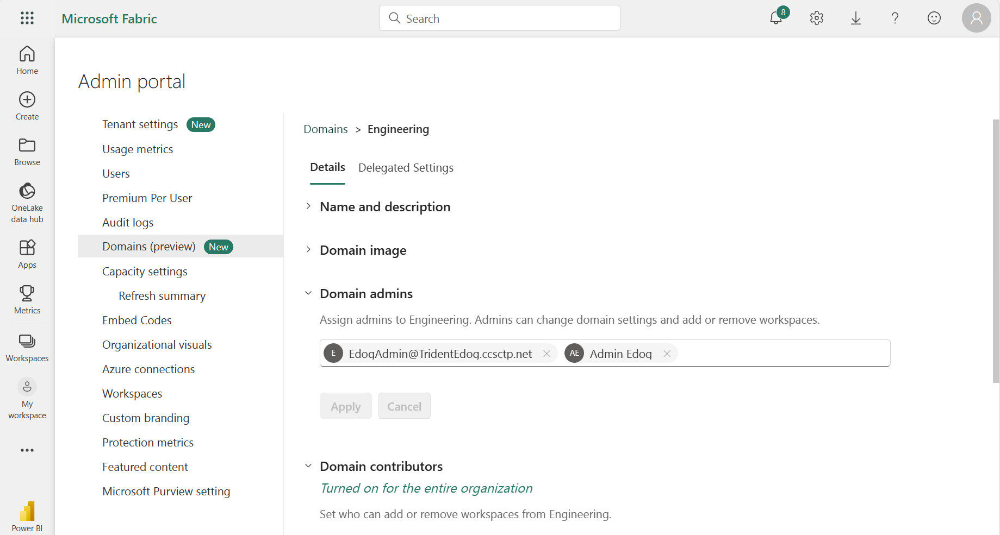 Microsoft Fabric
Search
8
Home
Create
Browse
OneLake
data hub
Apps
Metrics
Workspaces
My
workspace
Power BI
Admin portal
Tenant settings New
Usage metrics
Users
Premium Per User
Audit logs
Domains (preview) New
Capacity settings
Refresh summary
Embed Codes
Organizational visuals
Azure connections
Workspaces
Custom branding
Protection metrics
Featured content
Microsoft Purview setting
Domains > Engineering
Details Delegated Settings
Name and description
Domain image
Domain admins
Assign admins to Engineering. Admins can change domain settings and add or remove workspaces.
E EdogAdmin@TridentEdog.ccsctp.net AE Admin Edog
Apply Cancel
Domain contributors
Turned on for the entire organization
Set who can add or remove workspaces from Engineering.